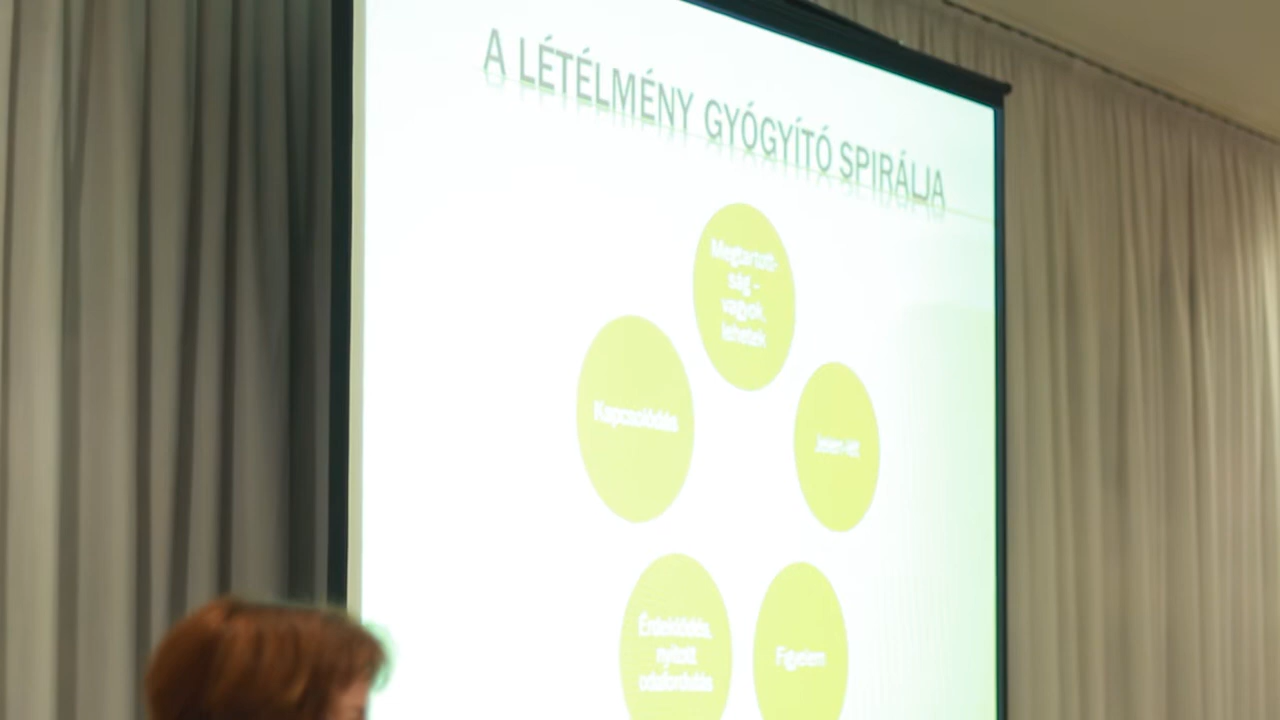 A LÉTÉLMÉNY GYÓGYÍTÓ SPIRÁLJA
Megtartott-
ság –
vagyok,
lehetek
Kapcsolódás
Jelen-lét
Érdeklődés,
nyitott
odafordulás
Figyelem